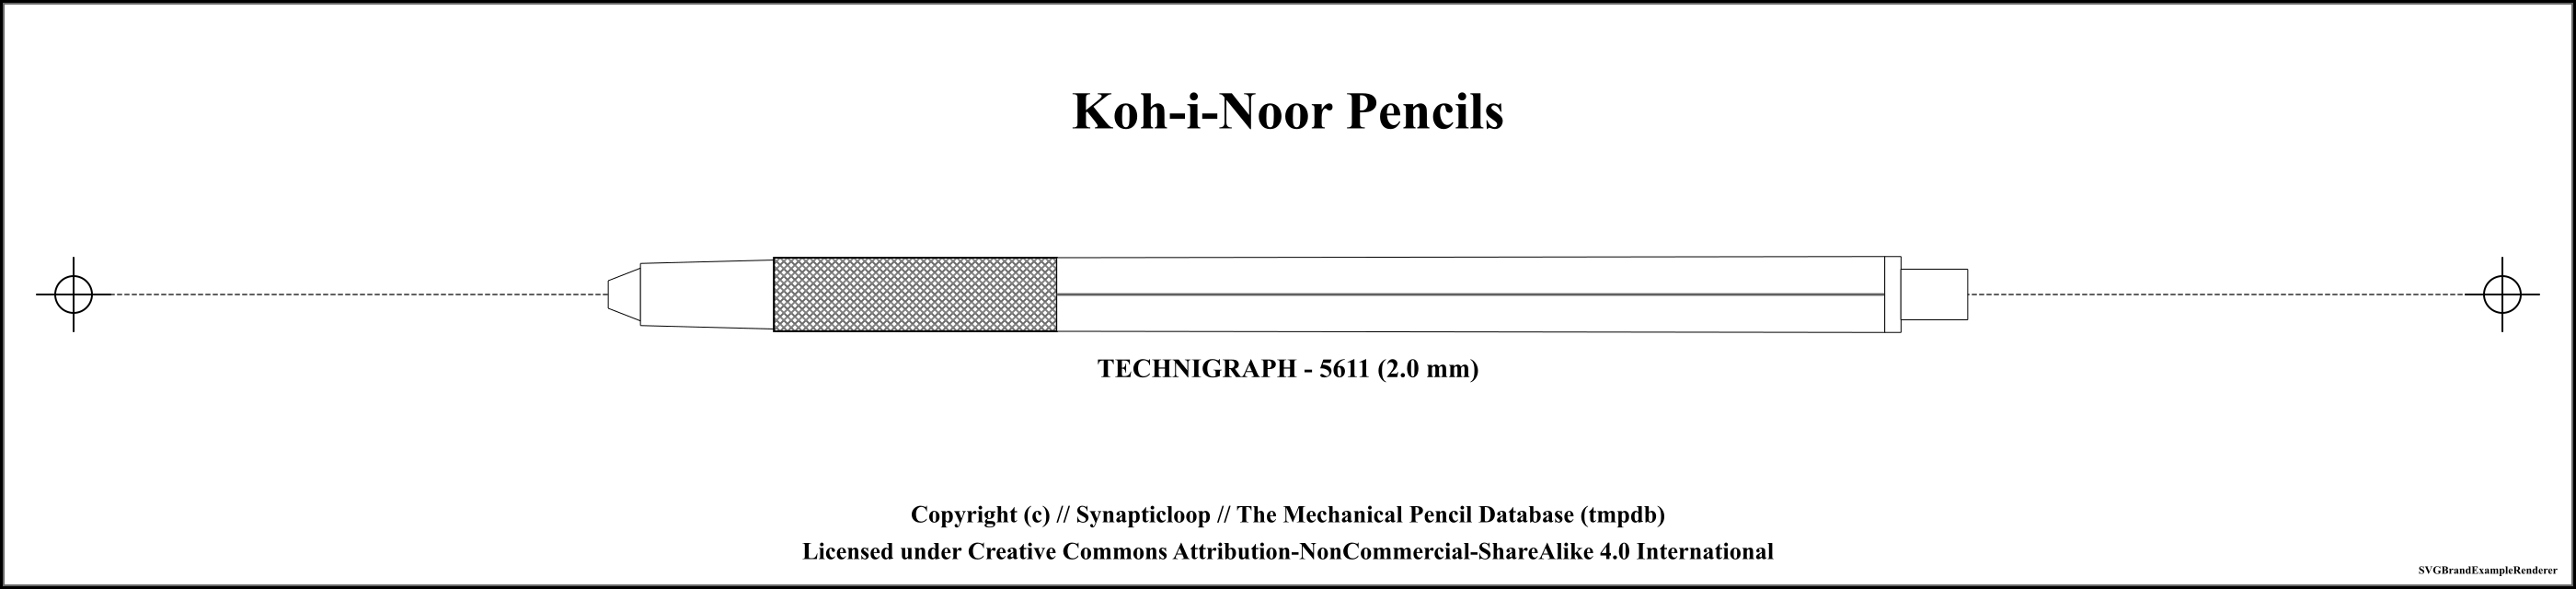 Koh-i-Noor Pencils
TECHNIGRAPH - 5611 (2.0 mm)
Copyright (c) // Synapticloop // The Mechanical Pencil Database (tmpdb)
Licensed under Creative Commons Attribution-NonCommercial-ShareAlike 4.0 International
SVGBrandExampleRenderer